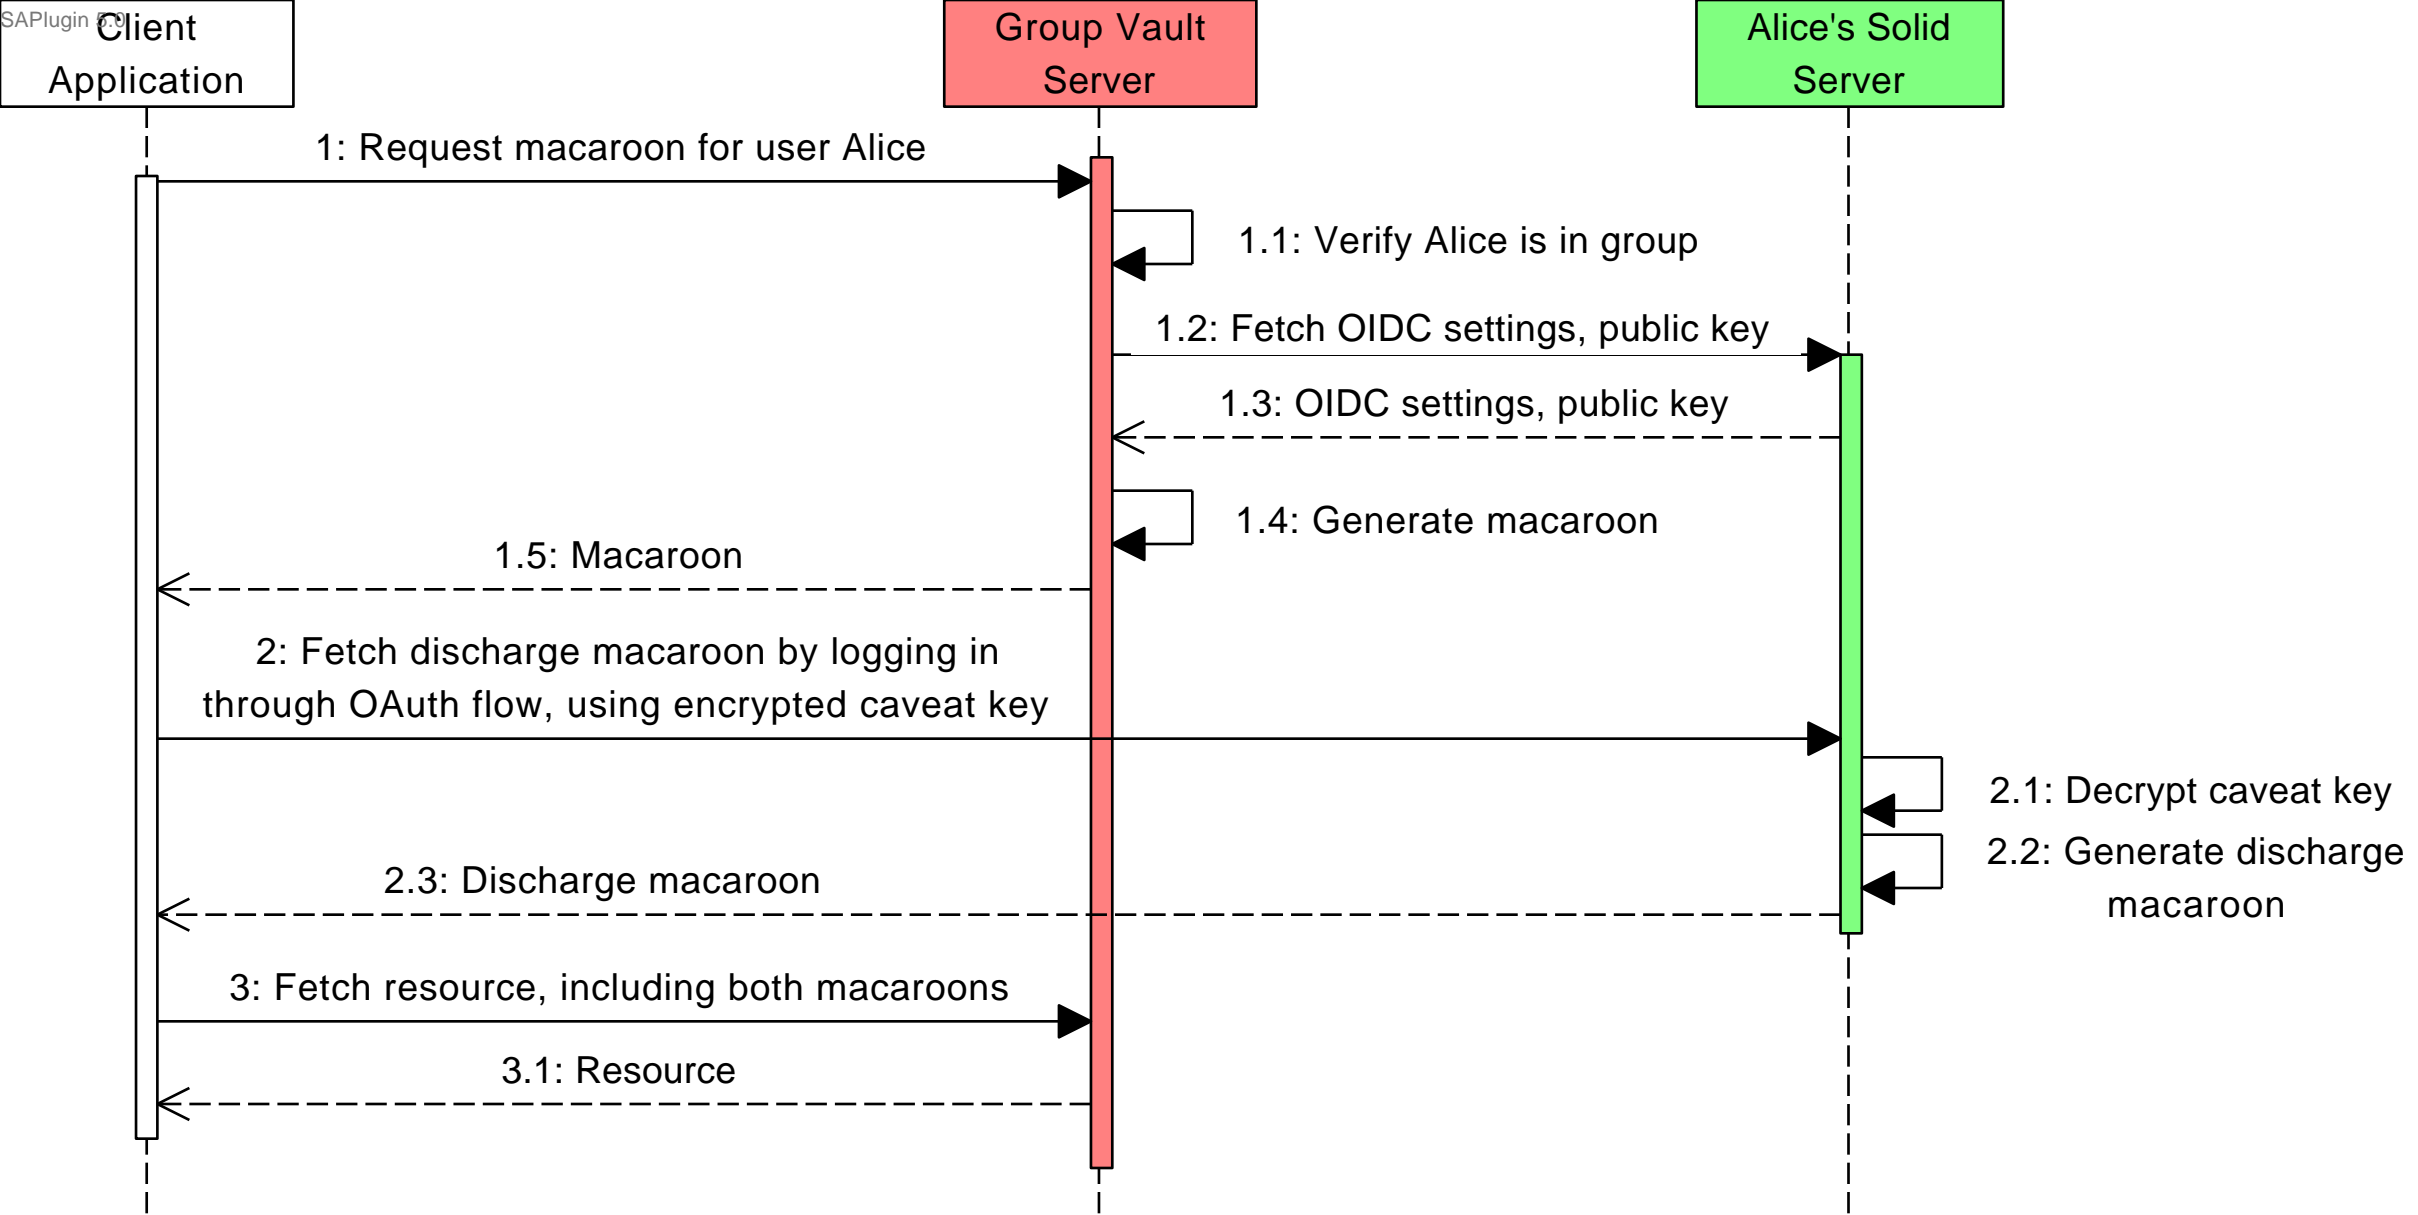 SAPlugin 5.0
Client
Application
Group Vault
Server
Alice's Solid
Server
1: Request macaroon for user Alice
1.1: Verify Alice is in group
1.2: Fetch OIDC settings, public key
1.3: OIDC settings, public key
1.4: Generate macaroon
1.5: Macaroon
2: Fetch discharge macaroon by logging in
through OAuth flow, using encrypted caveat key
2.1: Decrypt caveat key
2.2: Generate discharge
macaroon
2.3: Discharge macaroon
3: Fetch resource, including both macaroons
3.1: Resource